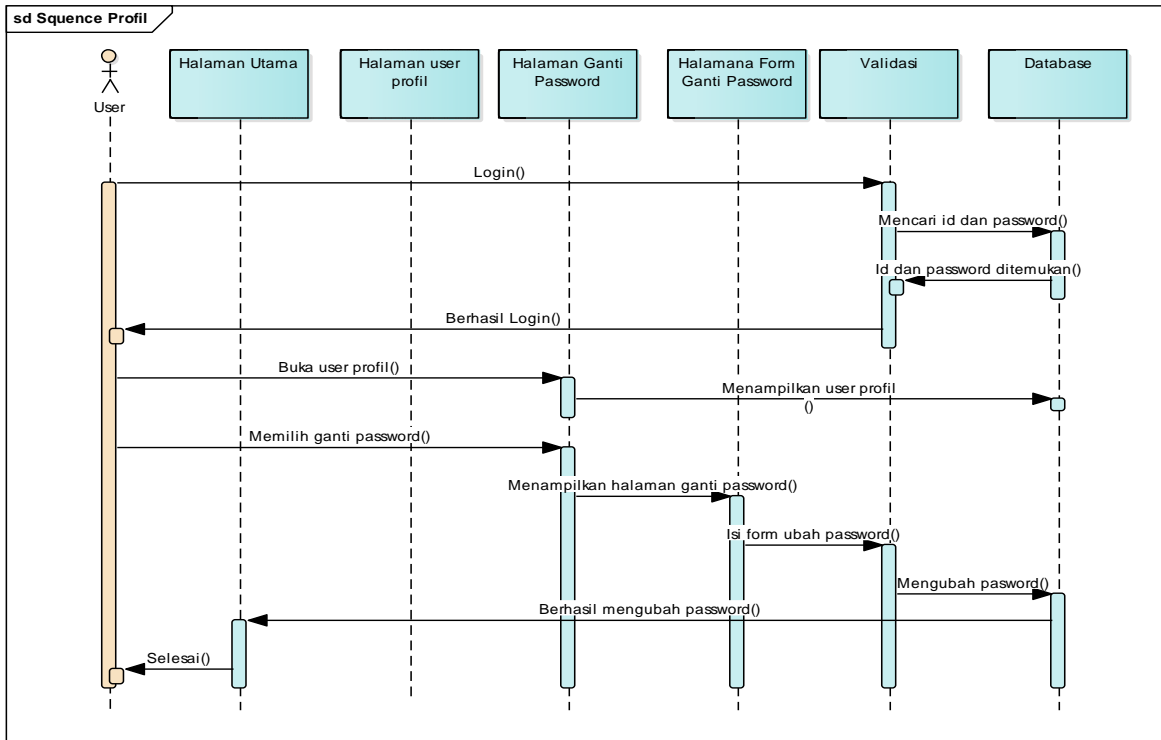 sd Squence Profil
User
Halaman Utama
Halaman user
profil
Halaman Ganti
Password
Halamana Form
Ganti Password
Validasi
Database
Login()
Mencari id dan password()
Id dan password ditemukan()
Berhasil Login()
Buka user profil()
Menampilkan user profil
()
Memilih ganti password()
Menampilkan halaman ganti password()
Isi form ubah password()
Mengubah pasword()
Berhasil mengubah password()
Selesai()